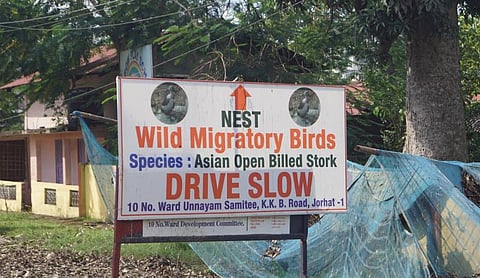 NEST
Wild Migratory Birds
Species : Asian Open Billed Stork
DRIVE SLOW
10 No. Ward Unnayam Samitee, K.K. B. Road, Jorhat -1
10 No.Ward Development Committee.